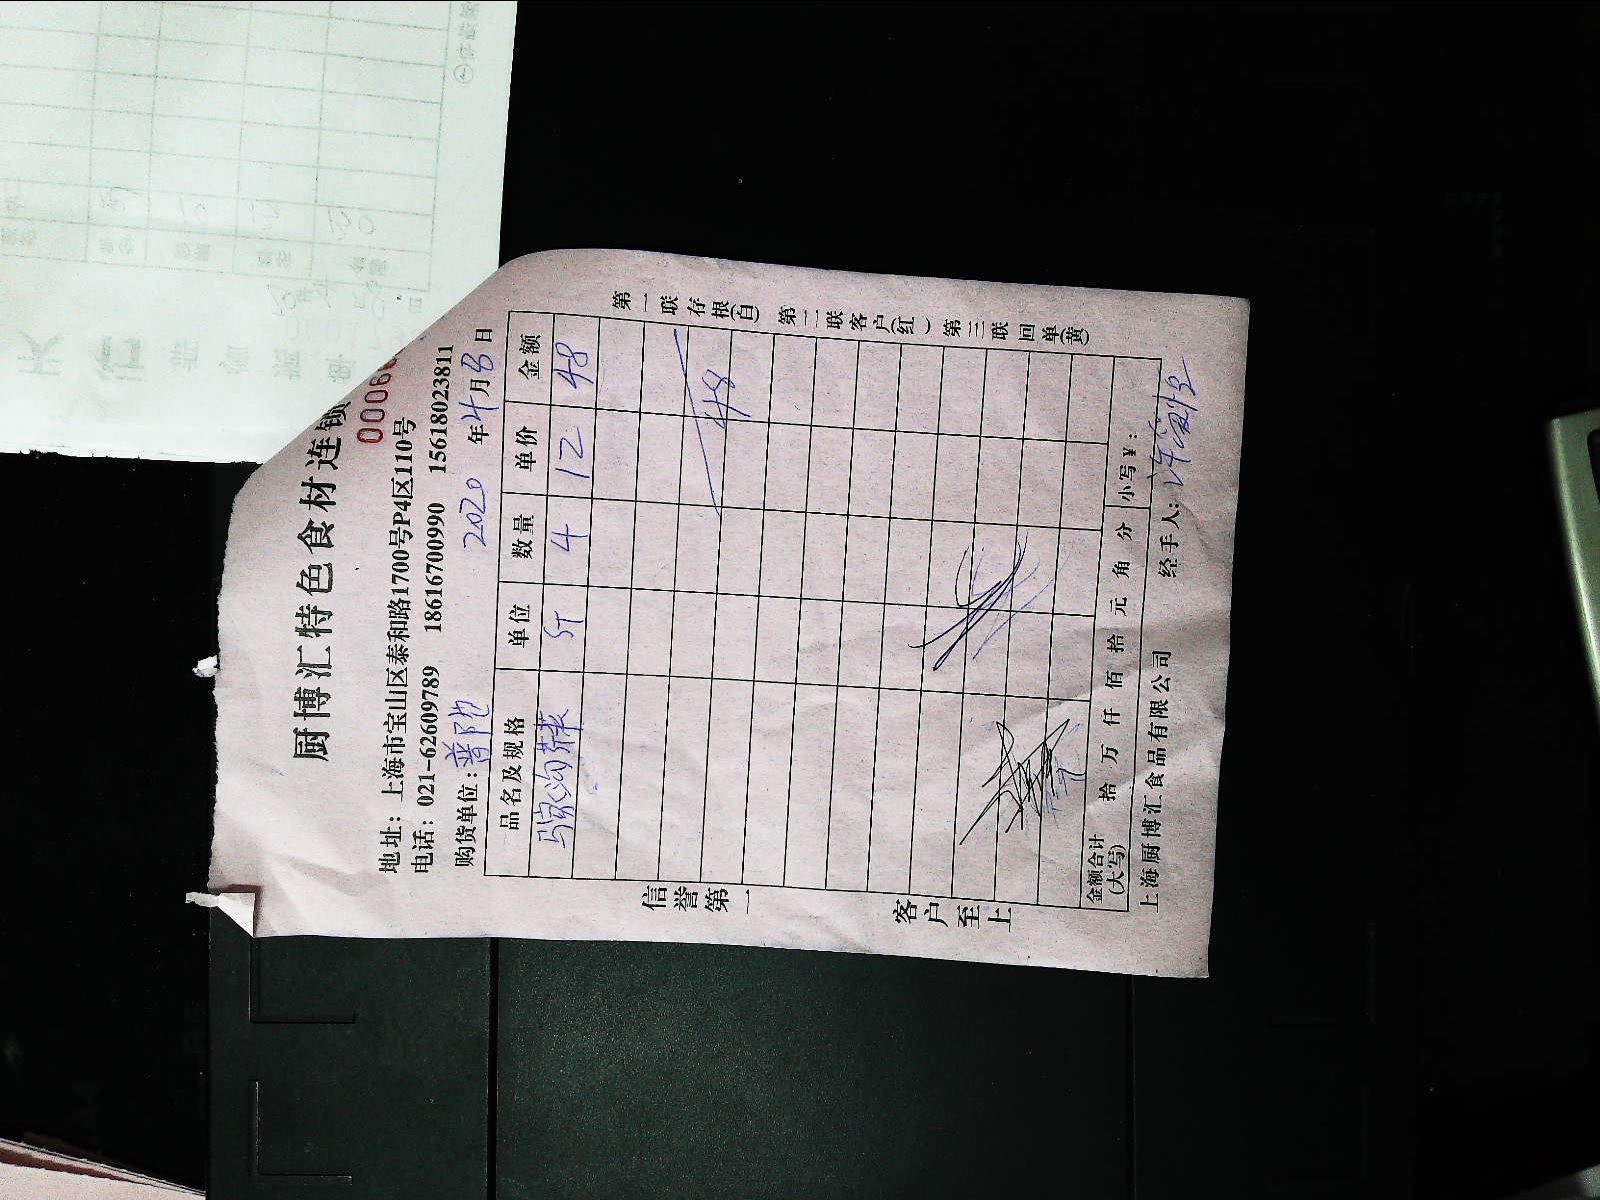 厨博汇特色食材连锁
00066
地址：上海市宝山区泰和路1700号P4区110号
电话：021-62609789 18616700990 15618023811
购货单位：普陀 2020 年 4 月 日
品名及规格 单位 数量 单价 金额
斤 4 12 48
48
信誉第一
客户至上
第一联存根(白) 第二联客户(红) 第三联回单(黄)
金额合计(大写) 拾 万 仟 佰 拾 元 角 分 小写¥：
上海厨博汇食品有限公司 经手人：